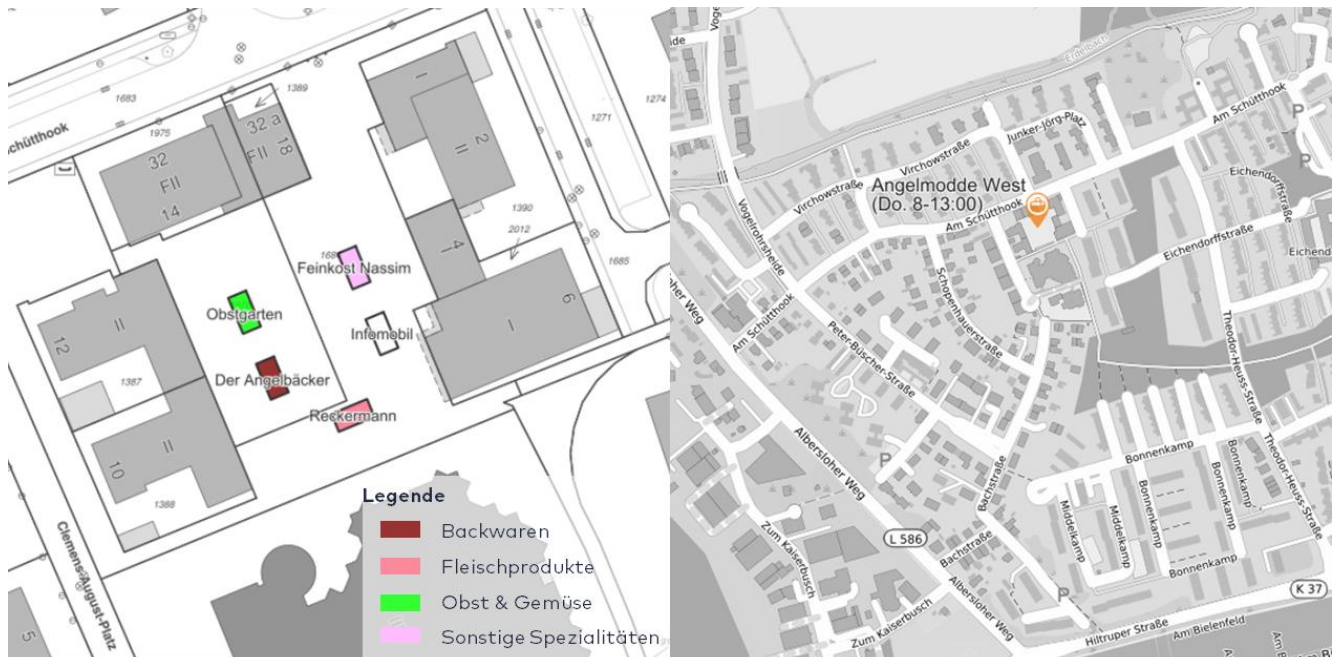 1683
1975
Schütthook
1389
32 a
18
FII
32
FII
14
I
2
II
1271
1274
1390
2012
1685
4
I
6
I
168
Feinkost Nassim
Obstgarten
Infomobil
Der Angelbäcker
Reckermann
12
II
1387
10
II
1388
Clemens-August-Platz
5
Legende
Backwaren
Fleischprodukte
Obst & Gemüse
Sonstige Spezialitäten
Erdelbach
Junker-Jörg-Platz
Am Schütthook
Virchowstraße
Virchowstraße
Angelmodde West
(Do. 8-13:00)
Am Schütthook
Vogelrohrsheide
Am Schütthook
Schopenhauerstraße
Peter-Büscher-Straße
Eichendorffstraße
Eichendorffstraße
Eichend
Theodor-Heuss-Straße
Theodor-Heuss-Straße
P
P
P
P
loher Weg
Albersloher Weg
L 586
Bachstraße
Bachstraße
Albersloher Weg
Zum Kaiserbusch
Zum Kaiserbusch
Bonnenkamp
Bonnenkamp
Bonnenkamp
Bonnenkamp
Middelkamp
Middelkamp
K 37
Hiltruper Straße
Am Bielenfeld